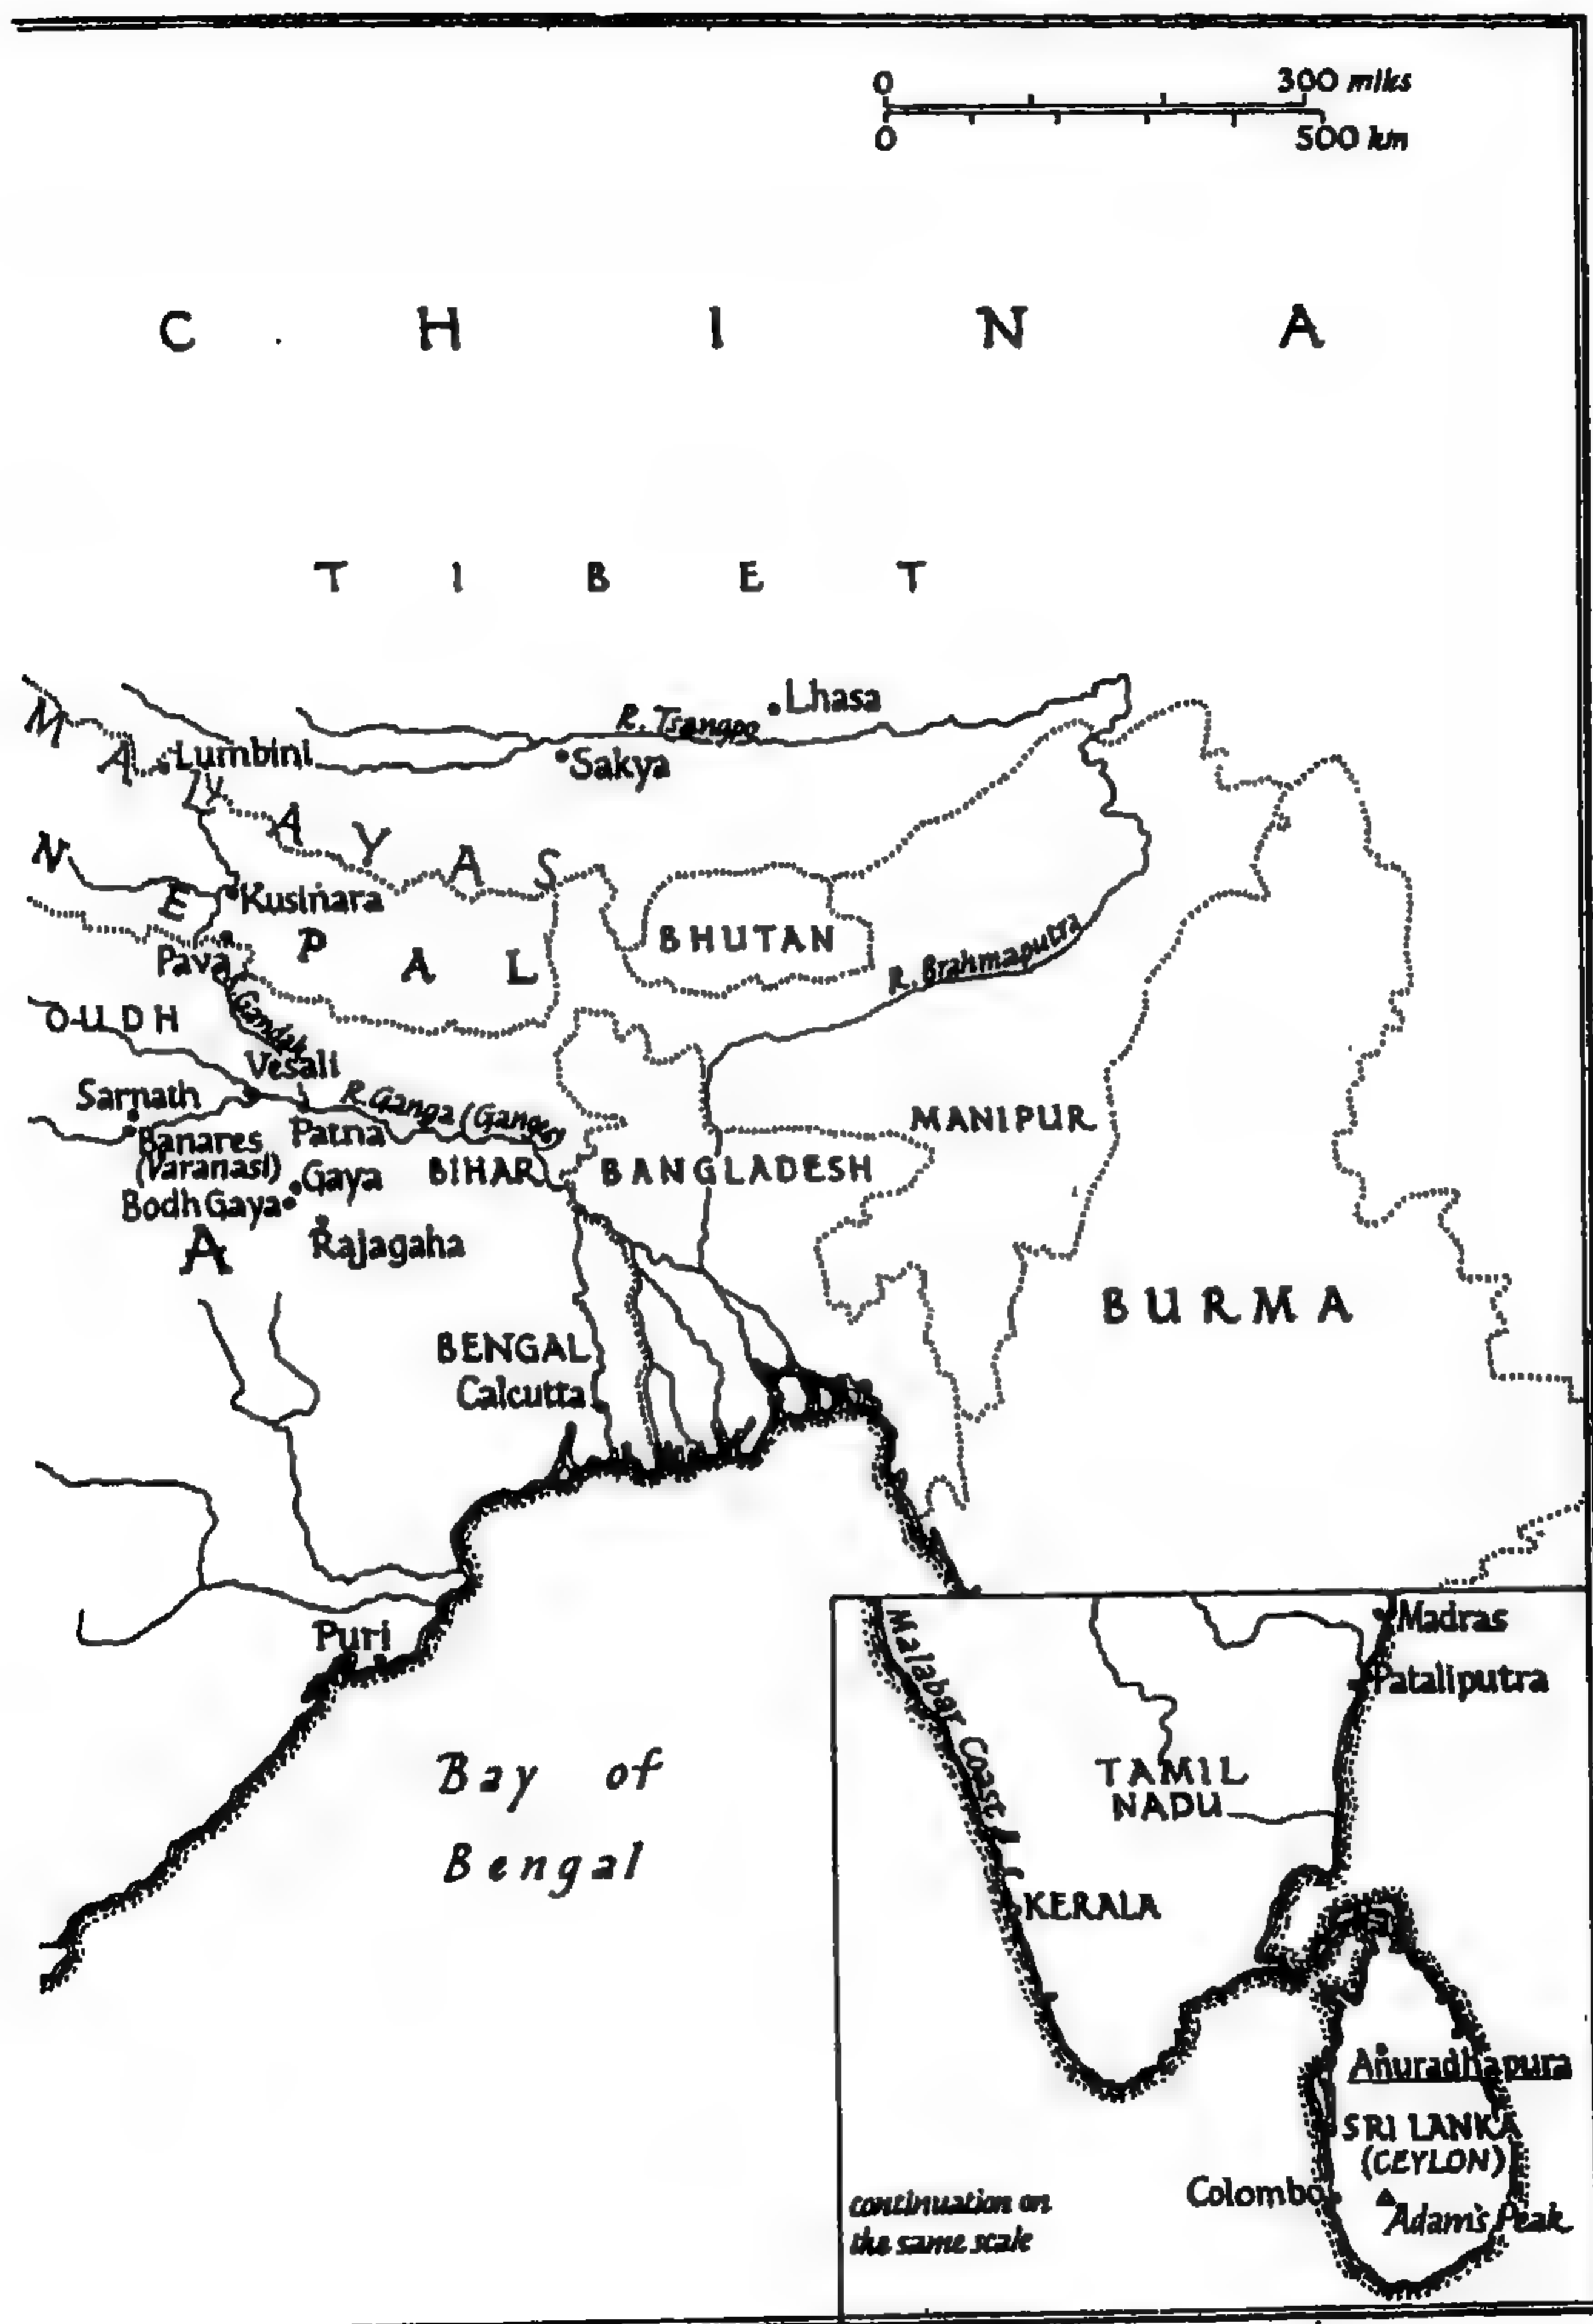 0 300 miles
0 500 km
C H I N A
T I B E T
Lhasa
R. Tsangpo
MA Lumbini
Sakya
L A Y A S
N E P A L
Kusinara
BHUTAN
Pava
R. Brahmaputra
OUDH
Gandak
Vesali
Sarnath
R. Ganga (Ganges)
MANIPUR
Banares
(Varanasi)
Patna
BIHAR
BANGLADESH
Gaya
Bodh Gaya
A
Rajagaha
BURMA
BENGAL
Calcutta
Puri
Bay of
Bengal
Malabar Coast
Madras
Pataliputra
TAMIL
NADU
KERALA
Anuradhapura
SRI LANKA
(CEYLON)
Colombo
Adam's Peak
continuation on
the same scale